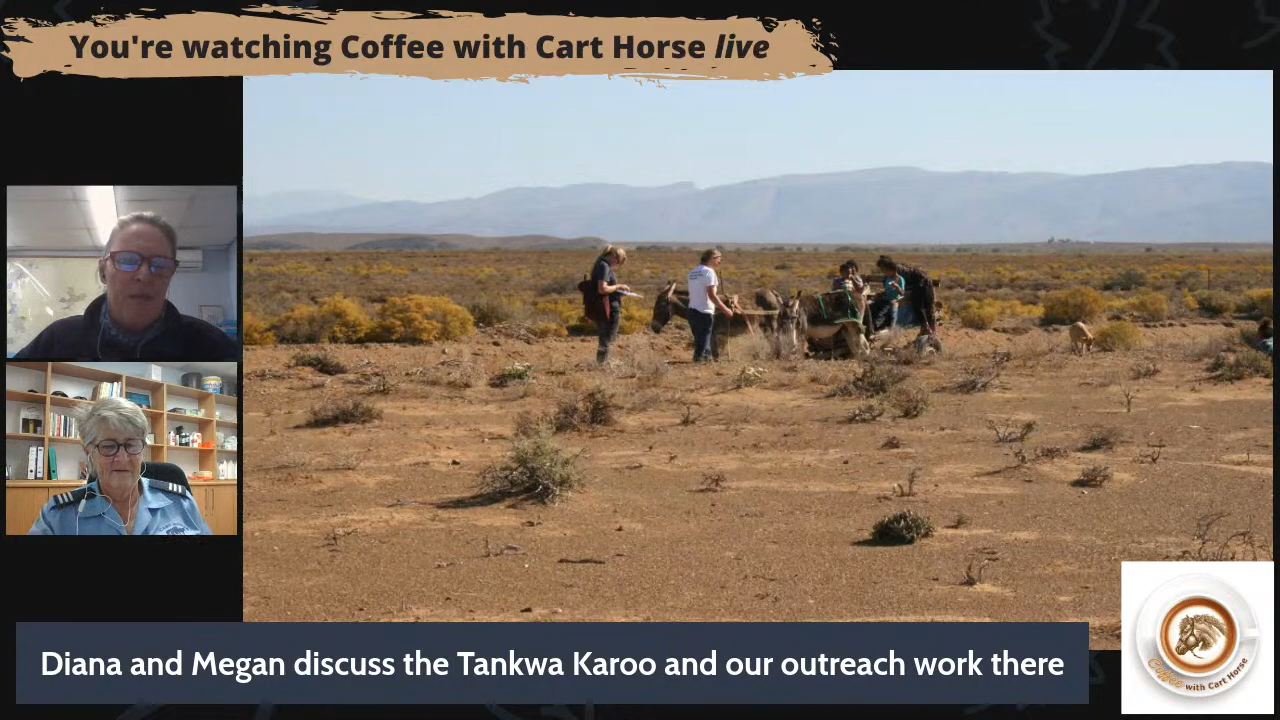 You're watching Coffee with Cart Horse live
Diana and Megan discuss the Tankwa Karoo and our outreach work there
Coffee with Cart Horse